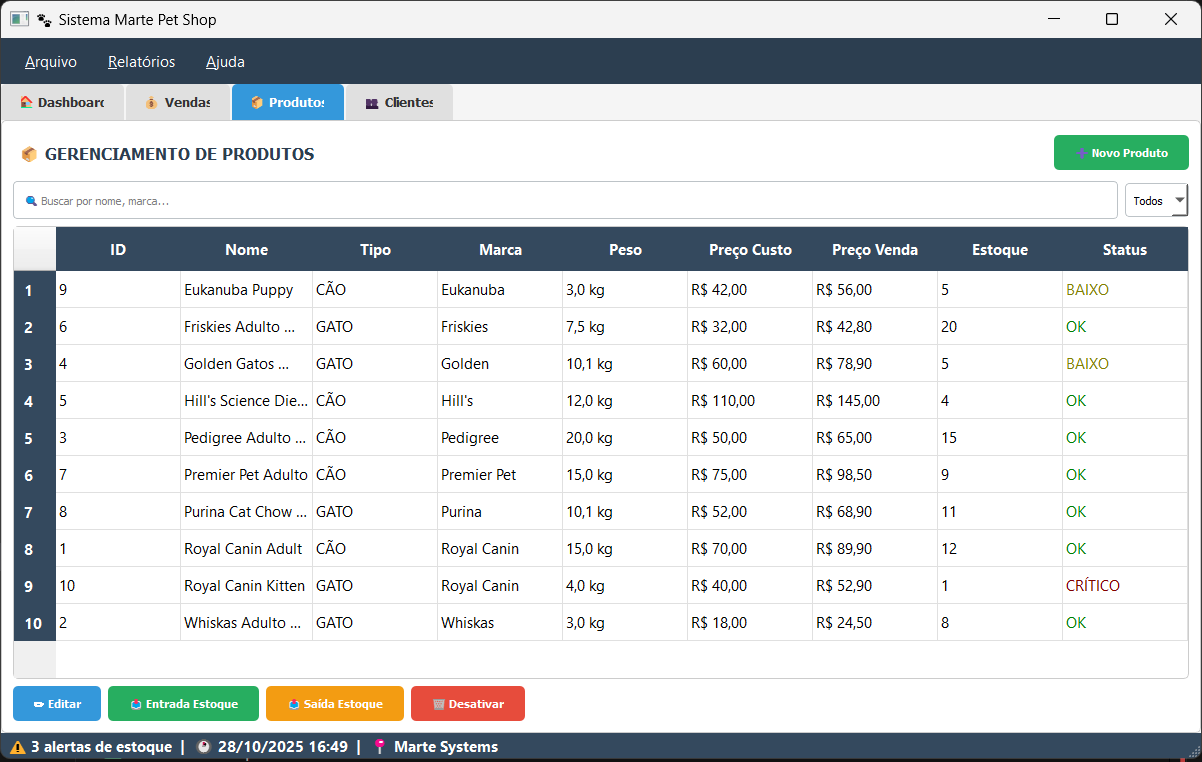 Sistema Marte Pet Shop
Arquivo Relatórios Ajuda
Dashboard Vendas Produtos Clientes
GERENCIAMENTO DE PRODUTOS
Novo Produto
Buscar por nome, marca...
Todos
ID Nome Tipo Marca Peso Preço Custo Preço Venda Estoque Status
1 9 Eukanuba Puppy CÃO Eukanuba 3,0 kg R$ 42,00 R$ 56,00 5 BAIXO
2 6 Friskies Adulto ... GATO Friskies 7,5 kg R$ 32,00 R$ 42,80 20 OK
3 4 Golden Gatos ... GATO Golden 10,1 kg R$ 60,00 R$ 78,90 5 BAIXO
4 5 Hill's Science Die... CÃO Hill's 12,0 kg R$ 110,00 R$ 145,00 4 OK
5 3 Pedigree Adulto ... CÃO Pedigree 20,0 kg R$ 50,00 R$ 65,00 15 OK
6 7 Premier Pet Adulto CÃO Premier Pet 15,0 kg R$ 75,00 R$ 98,50 9 OK
7 8 Purina Cat Chow ... GATO Purina 10,1 kg R$ 52,00 R$ 68,90 11 OK
8 1 Royal Canin Adult CÃO Royal Canin 15,0 kg R$ 70,00 R$ 89,90 12 OK
9 10 Royal Canin Kitten GATO Royal Canin 4,0 kg R$ 40,00 R$ 52,90 1 CRÍTICO
10 2 Whiskas Adulto ... GATO Whiskas 3,0 kg R$ 18,00 R$ 24,50 8 OK
Editar Entrada Estoque Saída Estoque Desativar
3 alertas de estoque | 28/10/2025 16:49 | Marte Systems